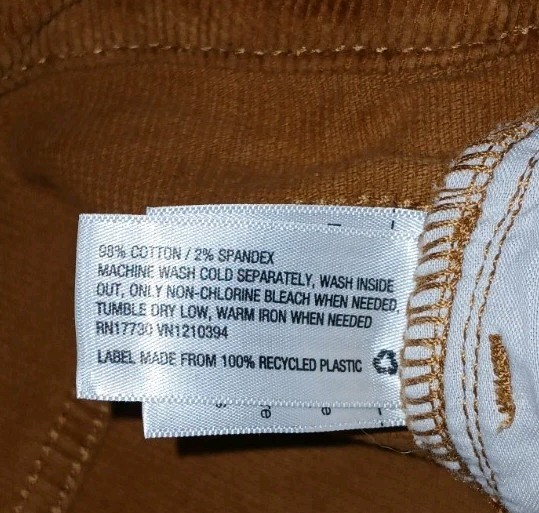 98% COTTON / 2% SPANDEX
MACHINE WASH COLD SEPARATELY, WASH INSIDE
OUT, ONLY NON-CHLORINE BLEACH WHEN NEEDED,
TUMBLE DRY LOW, WARM IRON WHEN NEEDED
RN17730 VN1210394
LABEL MADE FROM 100% RECYCLED PLASTIC